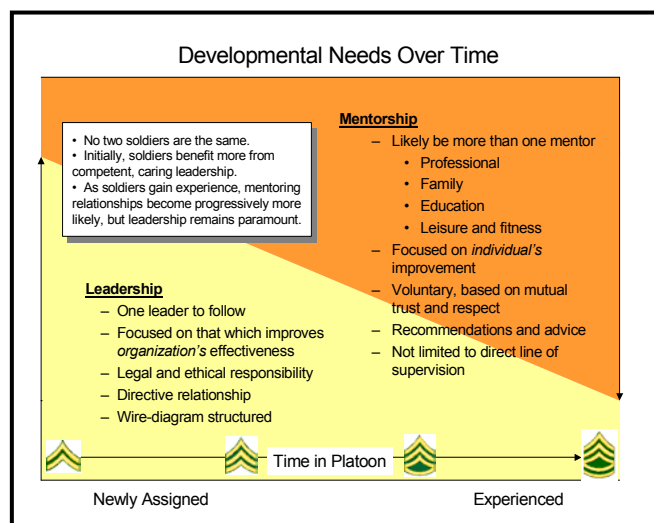 Developmental Needs Over Time
• No two soldiers are the same.
• Initially, soldiers benefit more from
competent, caring leadership.
• As soldiers gain experience, mentoring
relationships become progressively more
likely, but leadership remains paramount.
Mentorship
– Likely be more than one mentor
• Professional
• Family
• Education
• Leisure and fitness
– Focused on individual's
improvement
– Voluntary, based on mutual
trust and respect
– Recommendations and advice
– Not limited to direct line of
supervision
Leadership
– One leader to follow
– Focused on that which improves
organization's effectiveness
– Legal and ethical responsibility
– Directive relationship
– Wire-diagram structured
Time in Platoon
Newly Assigned
Experienced